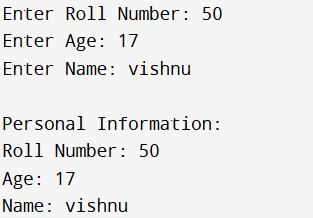 Enter Roll Number: 50
Enter Age: 17
Enter Name: vishnu

Personal Information:
Roll Number: 50
Age: 17
Name: vishnu